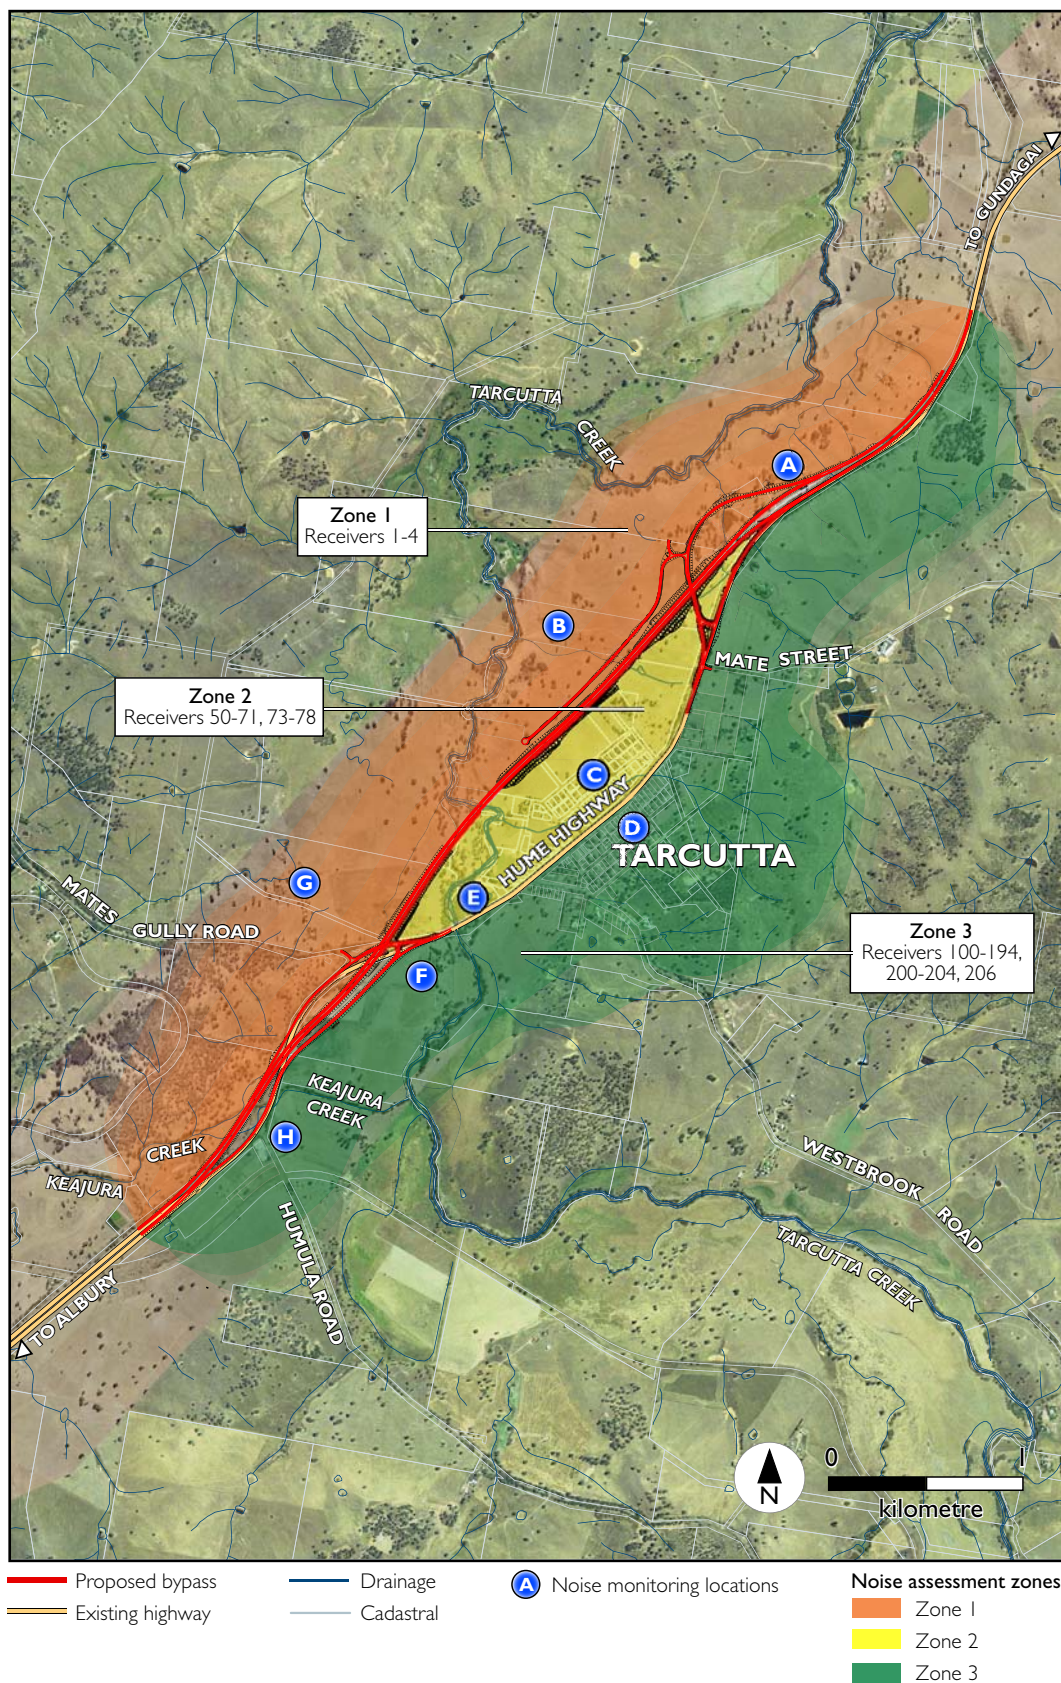 TO GUNDAGAI
TARCUTTA
CREEK
A
Zone 1
Receivers 1-4
B
MATE STREET
Zone 2
Receivers 50-71, 73-78
C
HUME HIGHWAY
D
TARCUTTA
G
E
MATES
GULLY ROAD
Zone 3
Receivers 100-194,
200-204, 206
F
KEAJURA
CREEK
H
CREEK
KEAJURA
WESTBROOK
ROAD
HUMULA ROAD
TARCUTTA CREEK
TO ALBURY
N
0 1
kilometre
Proposed bypass
Existing highway
Drainage
Cadastral
A Noise monitoring locations
Noise assessment zones
Zone 1
Zone 2
Zone 3